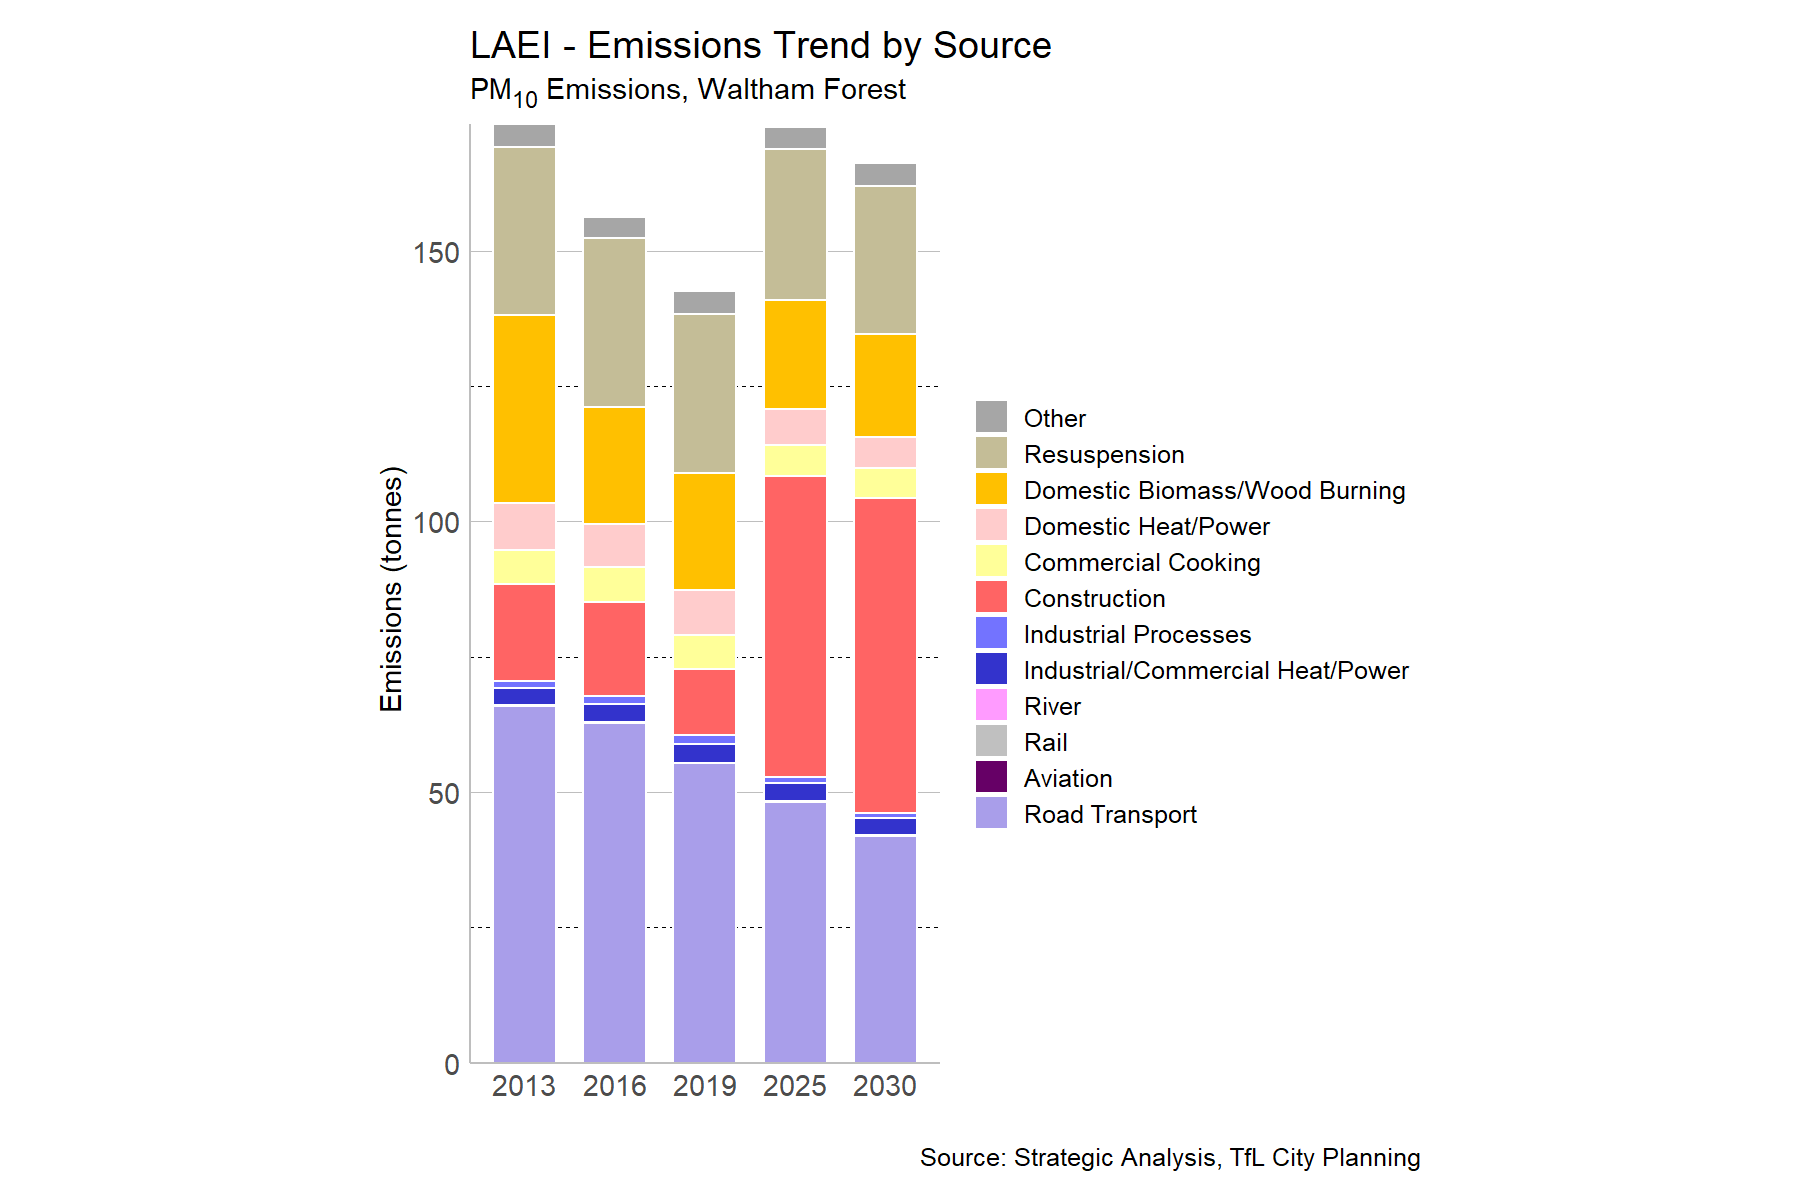 LAEI - Emissions Trend by Source
PM10 Emissions, Waltham Forest
Emissions (tonnes)
150
100
50
0
2013 2016 2019 2025 2030
Other
Resuspension
Domestic Biomass/Wood Burning
Domestic Heat/Power
Commercial Cooking
Construction
Industrial Processes
Industrial/Commercial Heat/Power
River
Rail
Aviation
Road Transport
Source: Strategic Analysis, TfL City Planning